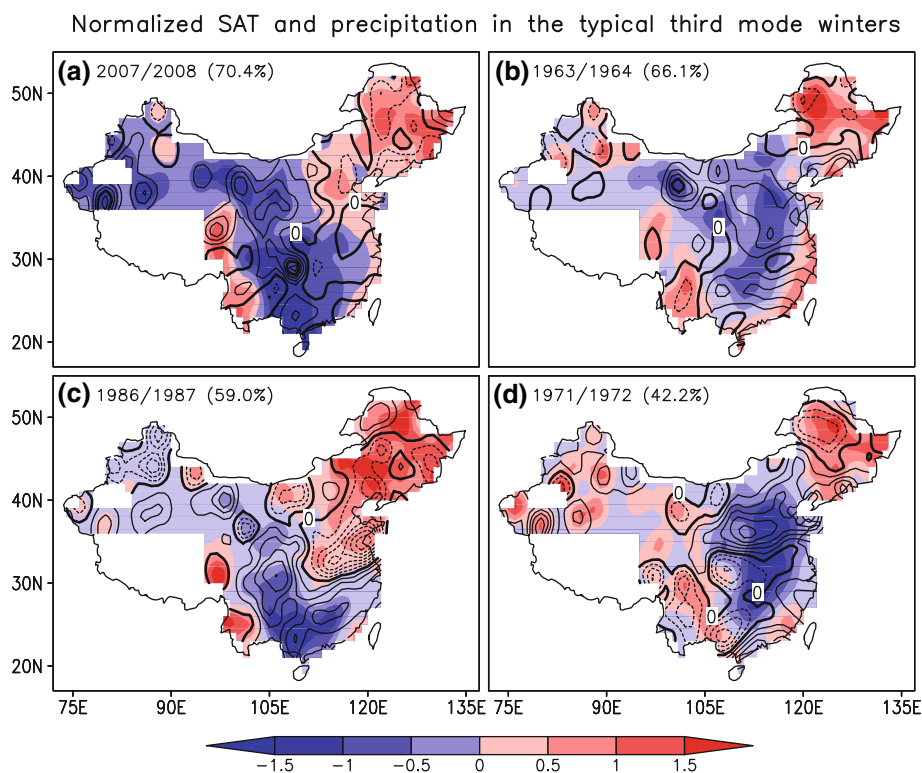 Normalized SAT and precipitation in the typical third mode winters
(a) 2007/2008 (70.4%)
(b) 1963/1964 (66.1%)
50N
40N
30N
20N
0
0
0
0
(c) 1986/1987 (59.0%)
(d) 1971/1972 (42.2%)
50N
40N
30N
20N
0
0
0
0
75E 90E 105E 120E 135E
75E 90E 105E 120E 135E
−1.5 −1 −0.5 0 0.5 1 1.5